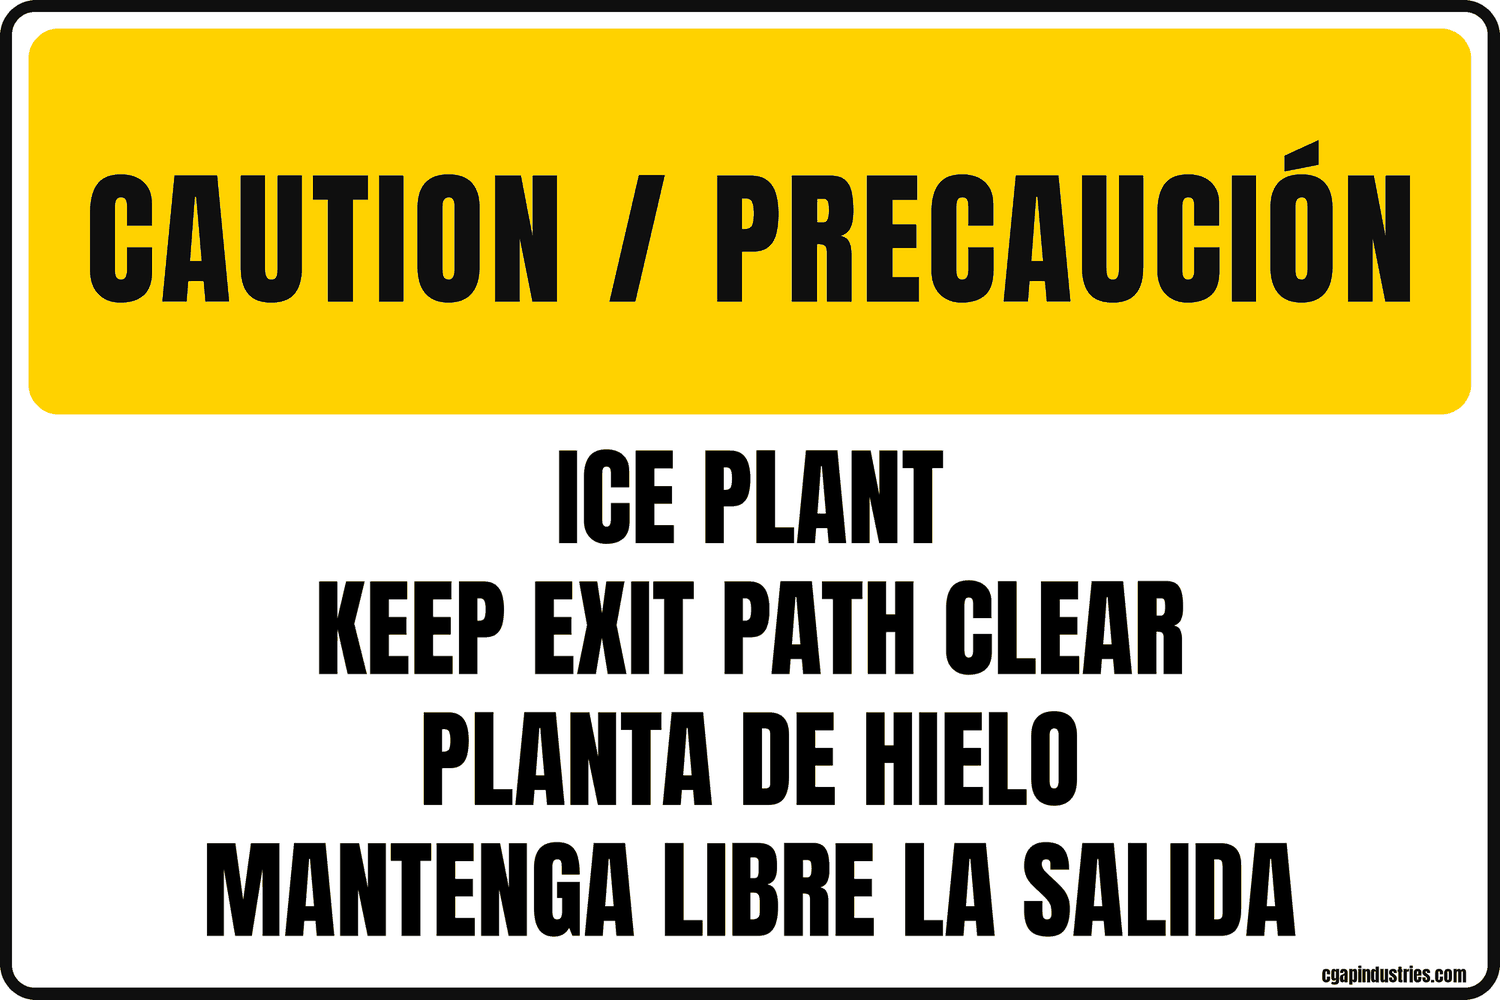 CAUTION / PRECAUCIÓN
ICE PLANT
KEEP EXIT PATH CLEAR
PLANTA DE HIELO
MANTENGA LIBRE LA SALIDA
cgapindustries.com